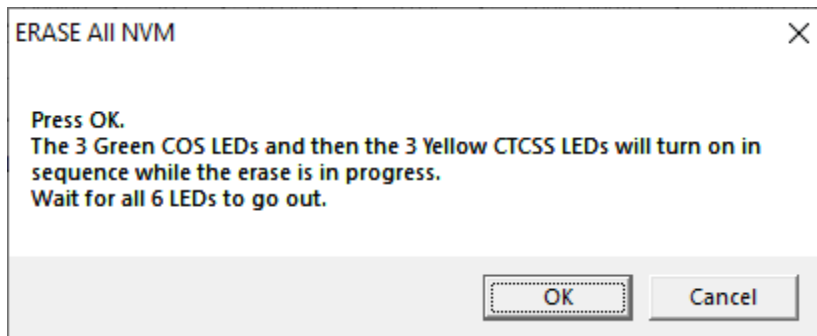 ERASE All NVM
Press OK.
The 3 Green COS LEDs and then the 3 Yellow CTCSS LEDs will turn on in
sequence while the erase is in progress.
Wait for all 6 LEDs to go out.
OK
Cancel